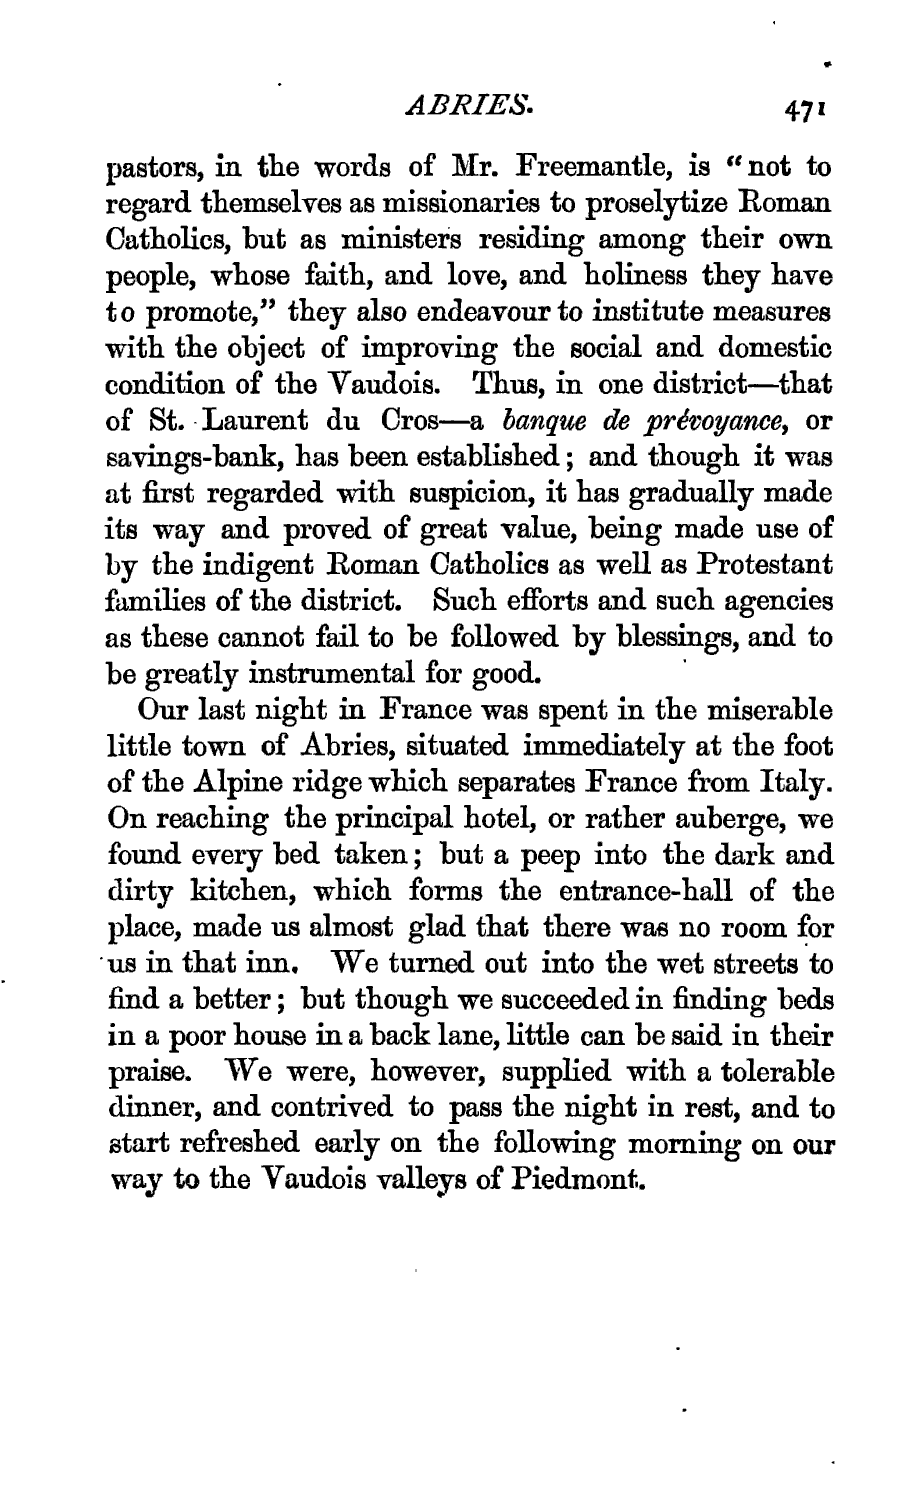 ABRIES. 471
pastors, in the words of Mr. Freemantle, is “not to
regard themselves as missionaries to proselytize Roman
Catholics, but as ministers residing among their own
people, whose faith, and love, and holiness they have
to promote,” they also endeavour to institute measures
with the object of improving the social and domestic
condition of the Vaudois. Thus, in one district—that
of St. Laurent du Cros—a banque de prévoyance, or
savings-bank, has been established; and though it was
at first regarded with suspicion, it has gradually made
its way and proved of great value, being made use of
by the indigent Roman Catholics as well as Protestant
families of the district. Such efforts and such agencies
as these cannot fail to be followed by blessings, and to
be greatly instrumental for good.
Our last night in France was spent in the miserable
little town of Abries, situated immediately at the foot
of the Alpine ridge which separates France from Italy.
On reaching the principal hotel, or rather auberge, we
found every bed taken; but a peep into the dark and
dirty kitchen, which forms the entrance-hall of the
place, made us almost glad that there was no room for
us in that inn. We turned out into the wet streets to
find a better; but though we succeeded in finding beds
in a poor house in a back lane, little can be said in their
praise. We were, however, supplied with a tolerable
dinner, and contrived to pass the night in rest, and to
start refreshed early on the following morning on our
way to the Vaudois valleys of Piedmont.